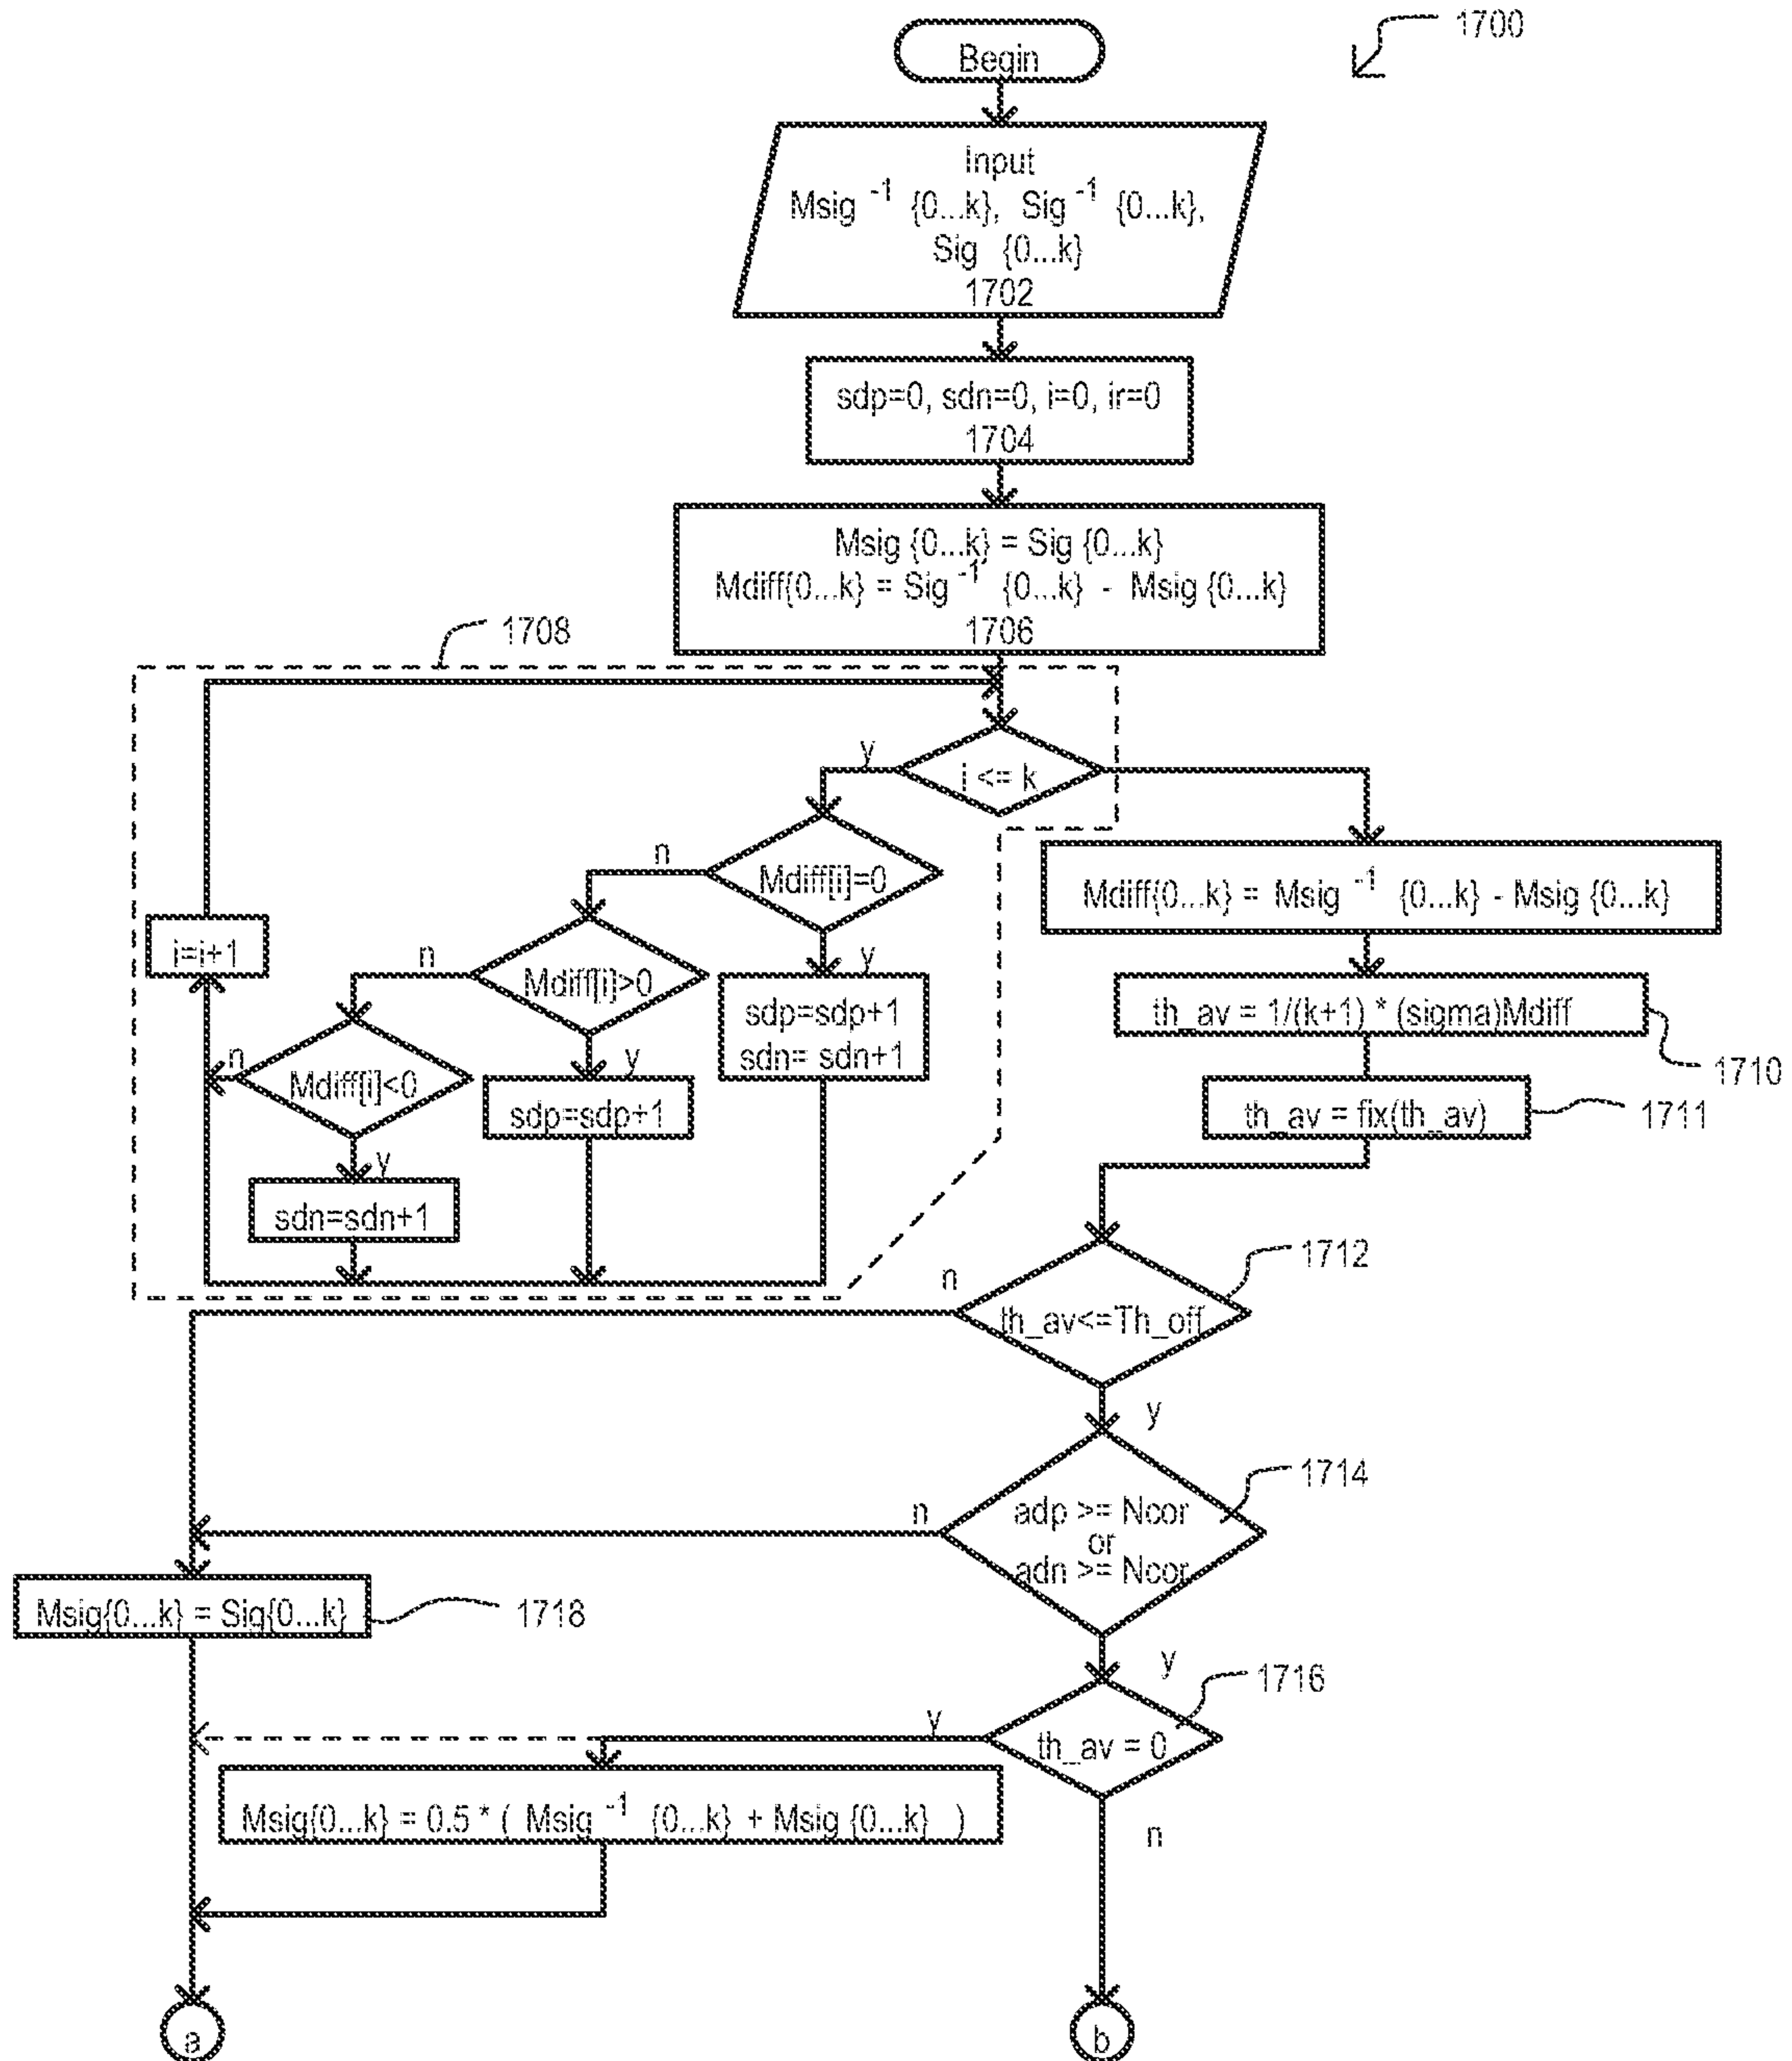 1700
Begin
Input
Msig ⁻¹ {0...k}, Sig ⁻¹ {0...k},
Sig {0...k}
1702
sdp=0, sdn=0, i=0, ir=0
1704
Msig {0...k} = Sig {0...k}
Mdiff{0...k} = Sig ⁻¹ {0...k} - Msig {0...k}
1706
1708
y
i <= k
n
Mdiff[i]=0
Mdiff{0...k} = Msig ⁻¹ {0...k} - Msig {0...k}
i=i+1
n
Mdiff[i]>0
y
sdp=sdp+1
sdn= sdn+1
th_av = 1/(k+1) * (sigma)Mdiff
1710
n
Mdiff[i]<0
y
sdp=sdp+1
th_av = fix(th_av)
1711
y
sdn=sdn+1
1712
n
th_av<=Th_off
y
1714
n
adp >= Ncor
or
adn >= Ncor
Msig{0...k} = Sig{0...k}
1718
y
1716
y
th_av = 0
Msig{0...k} = 0.5 * ( Msig ⁻¹ {0...k} + Msig {0...k} )
n
a
b